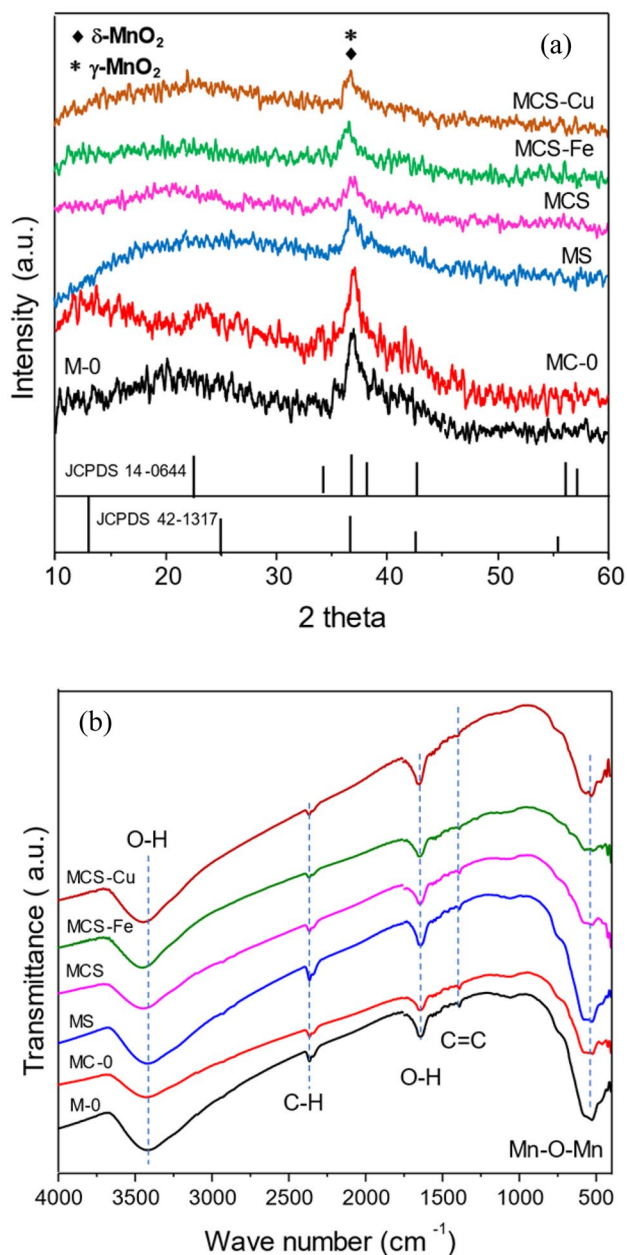 (a)
◆ δ-MnO₂
* γ-MnO₂
*
◆
MCS-Cu
MCS-Fe
MCS
MS
MC-0
M-0
Intensity (a.u.)
JCPDS 14-0644
JCPDS 42-1317
10 20 30 40 50 60
2 theta
(b)
O-H
MCS-Cu
MCS-Fe
MCS
MS
MC-0
M-0
C-H
O-H
C=C
Mn-O-Mn
Transmittance ( a.u.)
4000 3500 3000 2500 2000 1500 1000 500
Wave number (cm⁻¹)